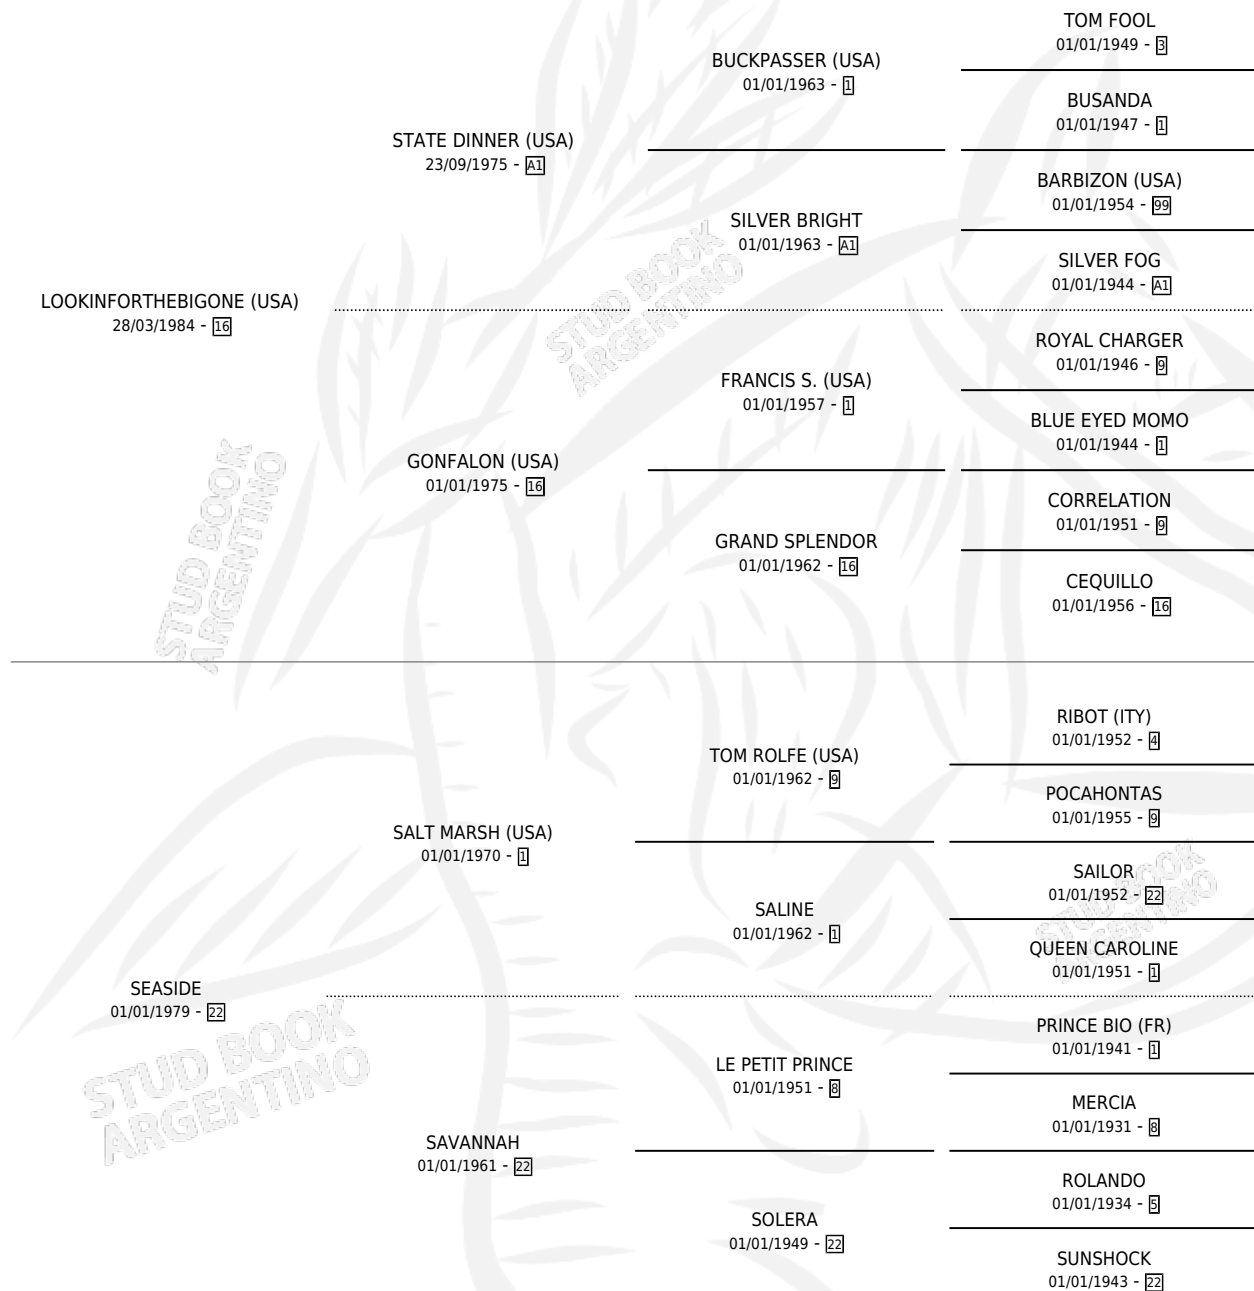 TOM FOOL
01/01/1949 - 3
BUCKPASSER (USA)
01/01/1963 - 1
BUSANDA
01/01/1947 - 1
STATE DINNER (USA)
23/09/1975 - A1
BARBIZON (USA)
01/01/1954 - 99
SILVER BRIGHT
01/01/1963 - A1
SILVER FOG
01/01/1944 - A1
LOOKINFORTHEBIGONE (USA)
28/03/1984 - 16
ROYAL CHARGER
01/01/1946 - 9
FRANCIS S. (USA)
01/01/1957 - 1
BLUE EYED MOMO
01/01/1944 - 1
GONFALON (USA)
01/01/1975 - 16
CORRELATION
01/01/1951 - 9
GRAND SPLENDOR
01/01/1962 - 16
CEQUILLO
01/01/1956 - 16
RIBOT (ITY)
01/01/1952 - 4
TOM ROLFE (USA)
01/01/1962 - 9
POCAHONTAS
01/01/1955 - 9
SALT MARSH (USA)
01/01/1970 - 1
SAILOR
01/01/1952 - 22
SALINE
01/01/1962 - 1
QUEEN CAROLINE
01/01/1951 - 1
SEASIDE
01/01/1979 - 22
PRINCE BIO (FR)
01/01/1941 - 1
LE PETIT PRINCE
01/01/1951 - 8
MERCIA
01/01/1931 - 8
SAVANNAH
01/01/1961 - 22
ROLANDO
01/01/1934 - 5
SOLERA
01/01/1949 - 22
SUNSHOCK
01/01/1943 - 22
STUD BOOK
ARGENTINO
STUD BOOK
ARGENTINO
STUD BOOK
ARGENTINO
STUD BOOK
ARGENTINO